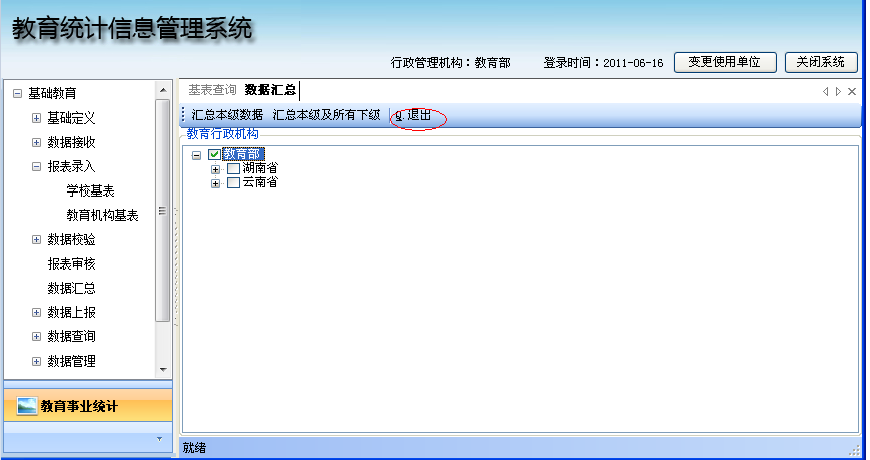 教育统计信息管理系统
行政管理机构：教育部 登录时间：2011-06-16 变更使用单位 关闭系统
基础教育
基础定义
数据接收
报表录入
学校基表
教育机构基表
数据校验
报表审核
数据汇总
数据上报
数据查询
数据管理
教育事业统计
基表查询 数据汇总
汇总本级数据 汇总本级及所有下级 Q.退出
教育行政机构
教育部
湖南省
云南省
就绪